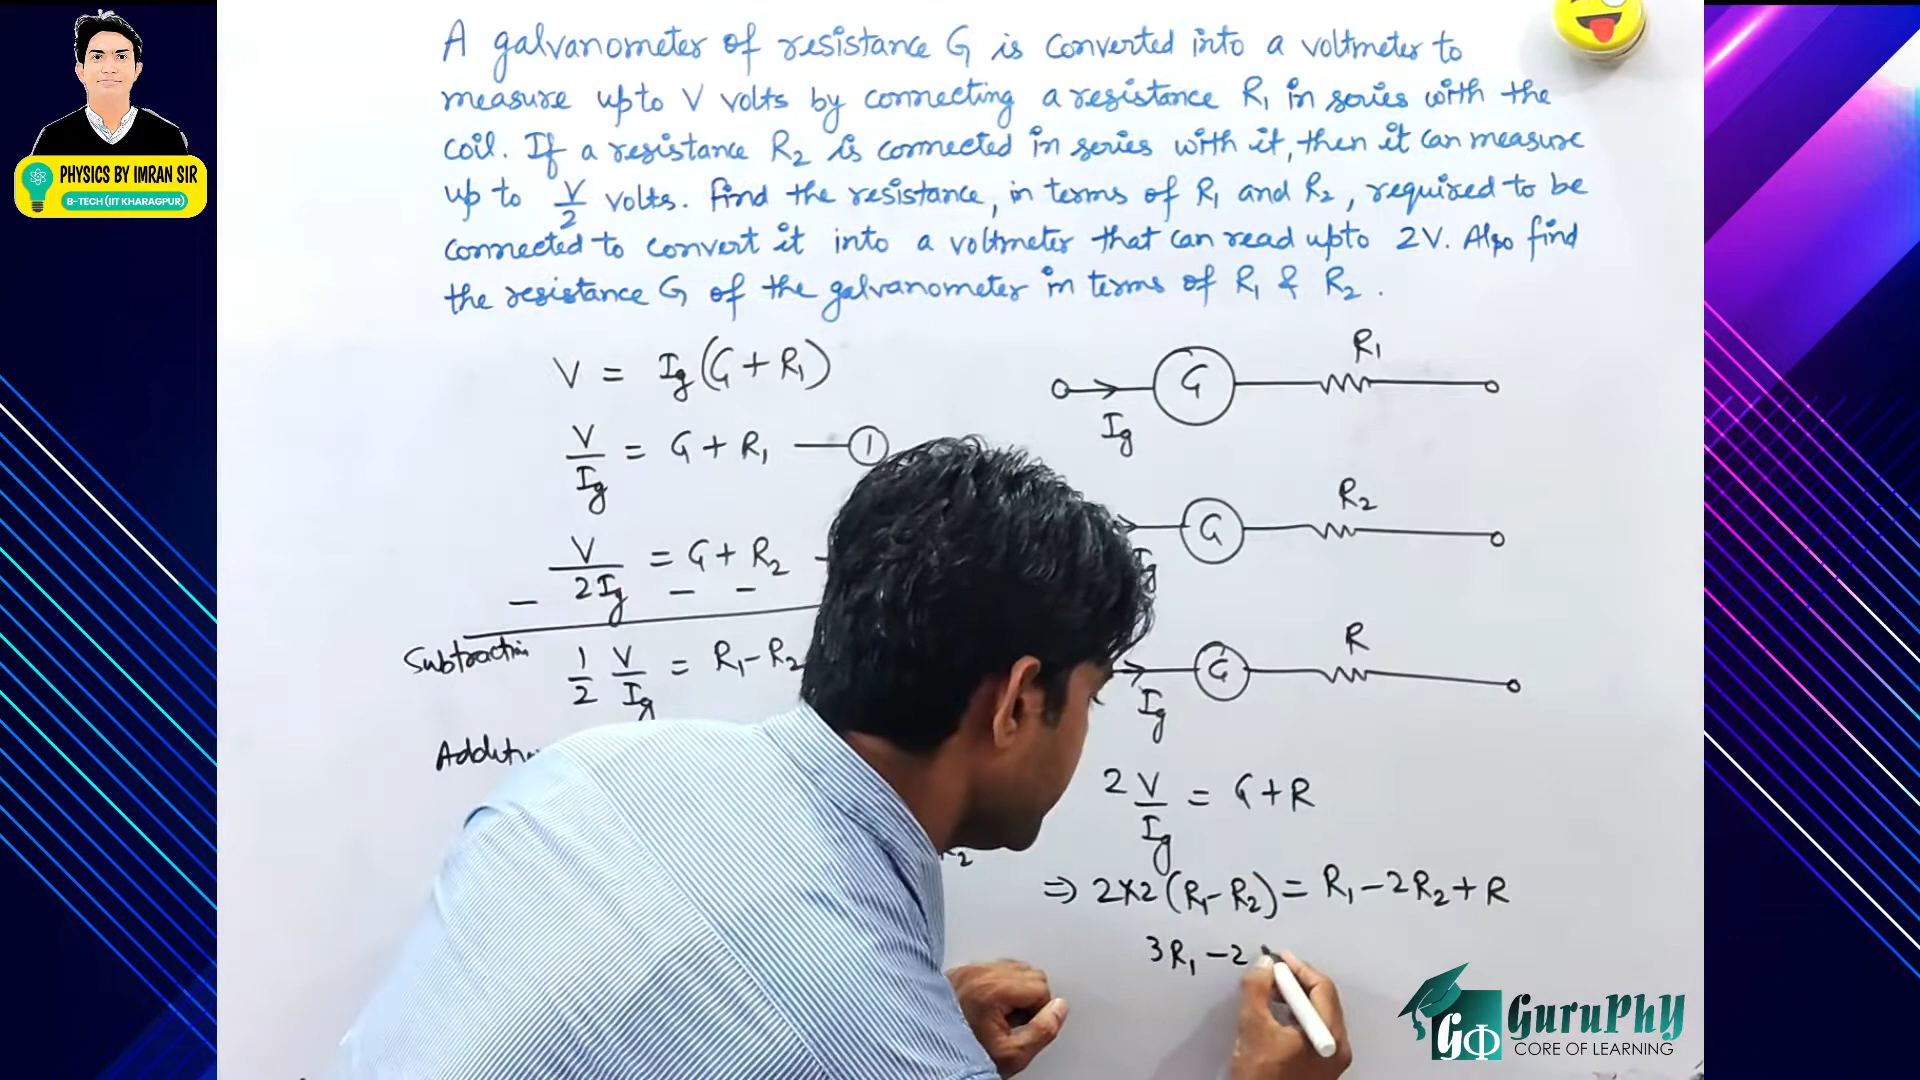 PHYSICS BY IMRAN SIR
B-TECH (IIT KHARAGPUR)
A galvanometer of resistance G is converted into a voltmeter to
measure upto V volts by connecting a resistance R₁ in series with the
coil. If a resistance R₂ is connected in series with it, then it can measure
up to V/2 volts. Find the resistance, in terms of R₁ and R₂, required to be
connected to convert it into a voltmeter that can read upto 2V. Also find
the resistance G of the galvanometer in terms of R₁ & R₂.
V = Ig(G + R₁)
V/Ig = G + R₁ — ①
V/2Ig = G + R₂ -
- - -
Subtraction 1/2 V/Ig = R₁ - R₂
G R₁
Ig
G R₂
G R
Ig
2 V/Ig = G + R
⇒ 2×2(R₁ - R₂) = R₁ - 2R₂ + R
3R₁ - 2
GΦ GuruPhy
CORE OF LEARNING